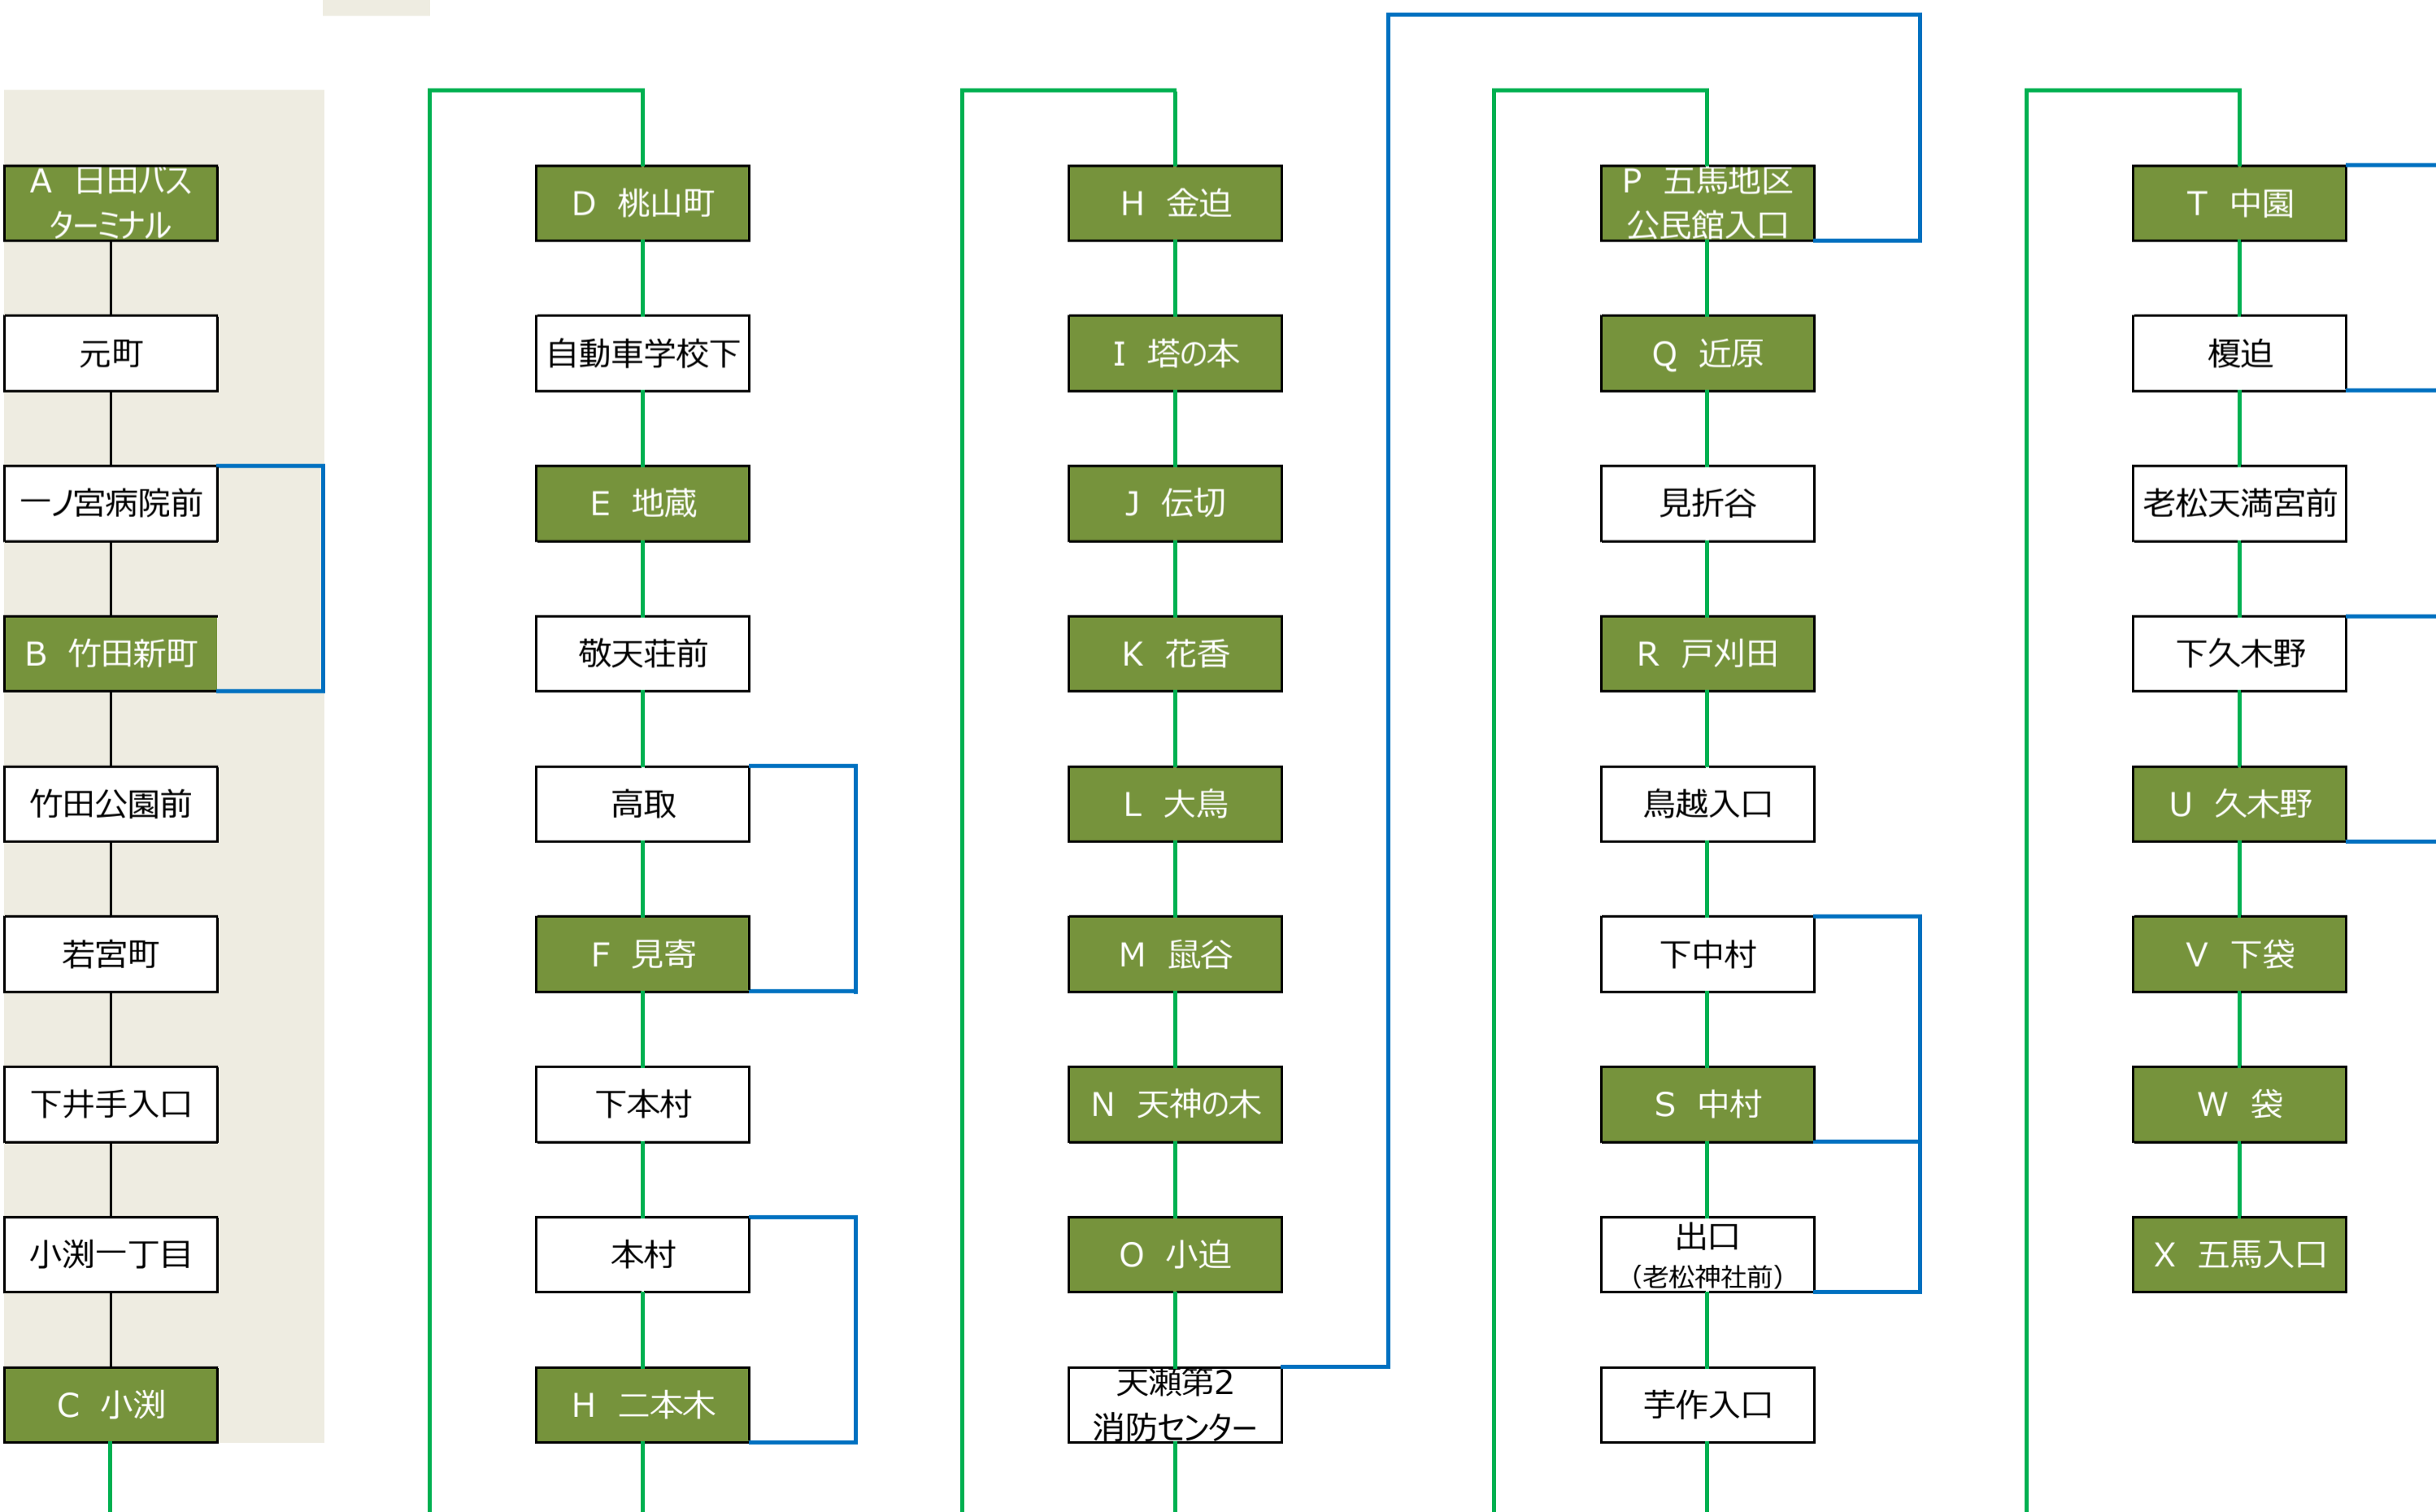 A 日田バス
ターミナル
元町
一ノ宮病院前
B 竹田新町
竹田公園前
若宮町
下井手入口
小渕一丁目
C 小渕
D 桃山町
自動車学校下
E 地蔵
敬天荘前
高取
F 見寄
下本村
本村
H 二本木
H 金迫
I 塔の本
J 伝切
K 花香
L 大鳥
M 鼠谷
N 天神の木
O 小迫
天瀬第2
消防センター
P 五馬地区
公民館入口
Q 近原
見折谷
R 戸刈田
鳥越入口
下中村
S 中村
出口
（老松神社前）
芋作入口
T 中園
榎迫
老松天満宮前
下久木野
U 久木野
V 下袋
W 袋
X 五馬入口